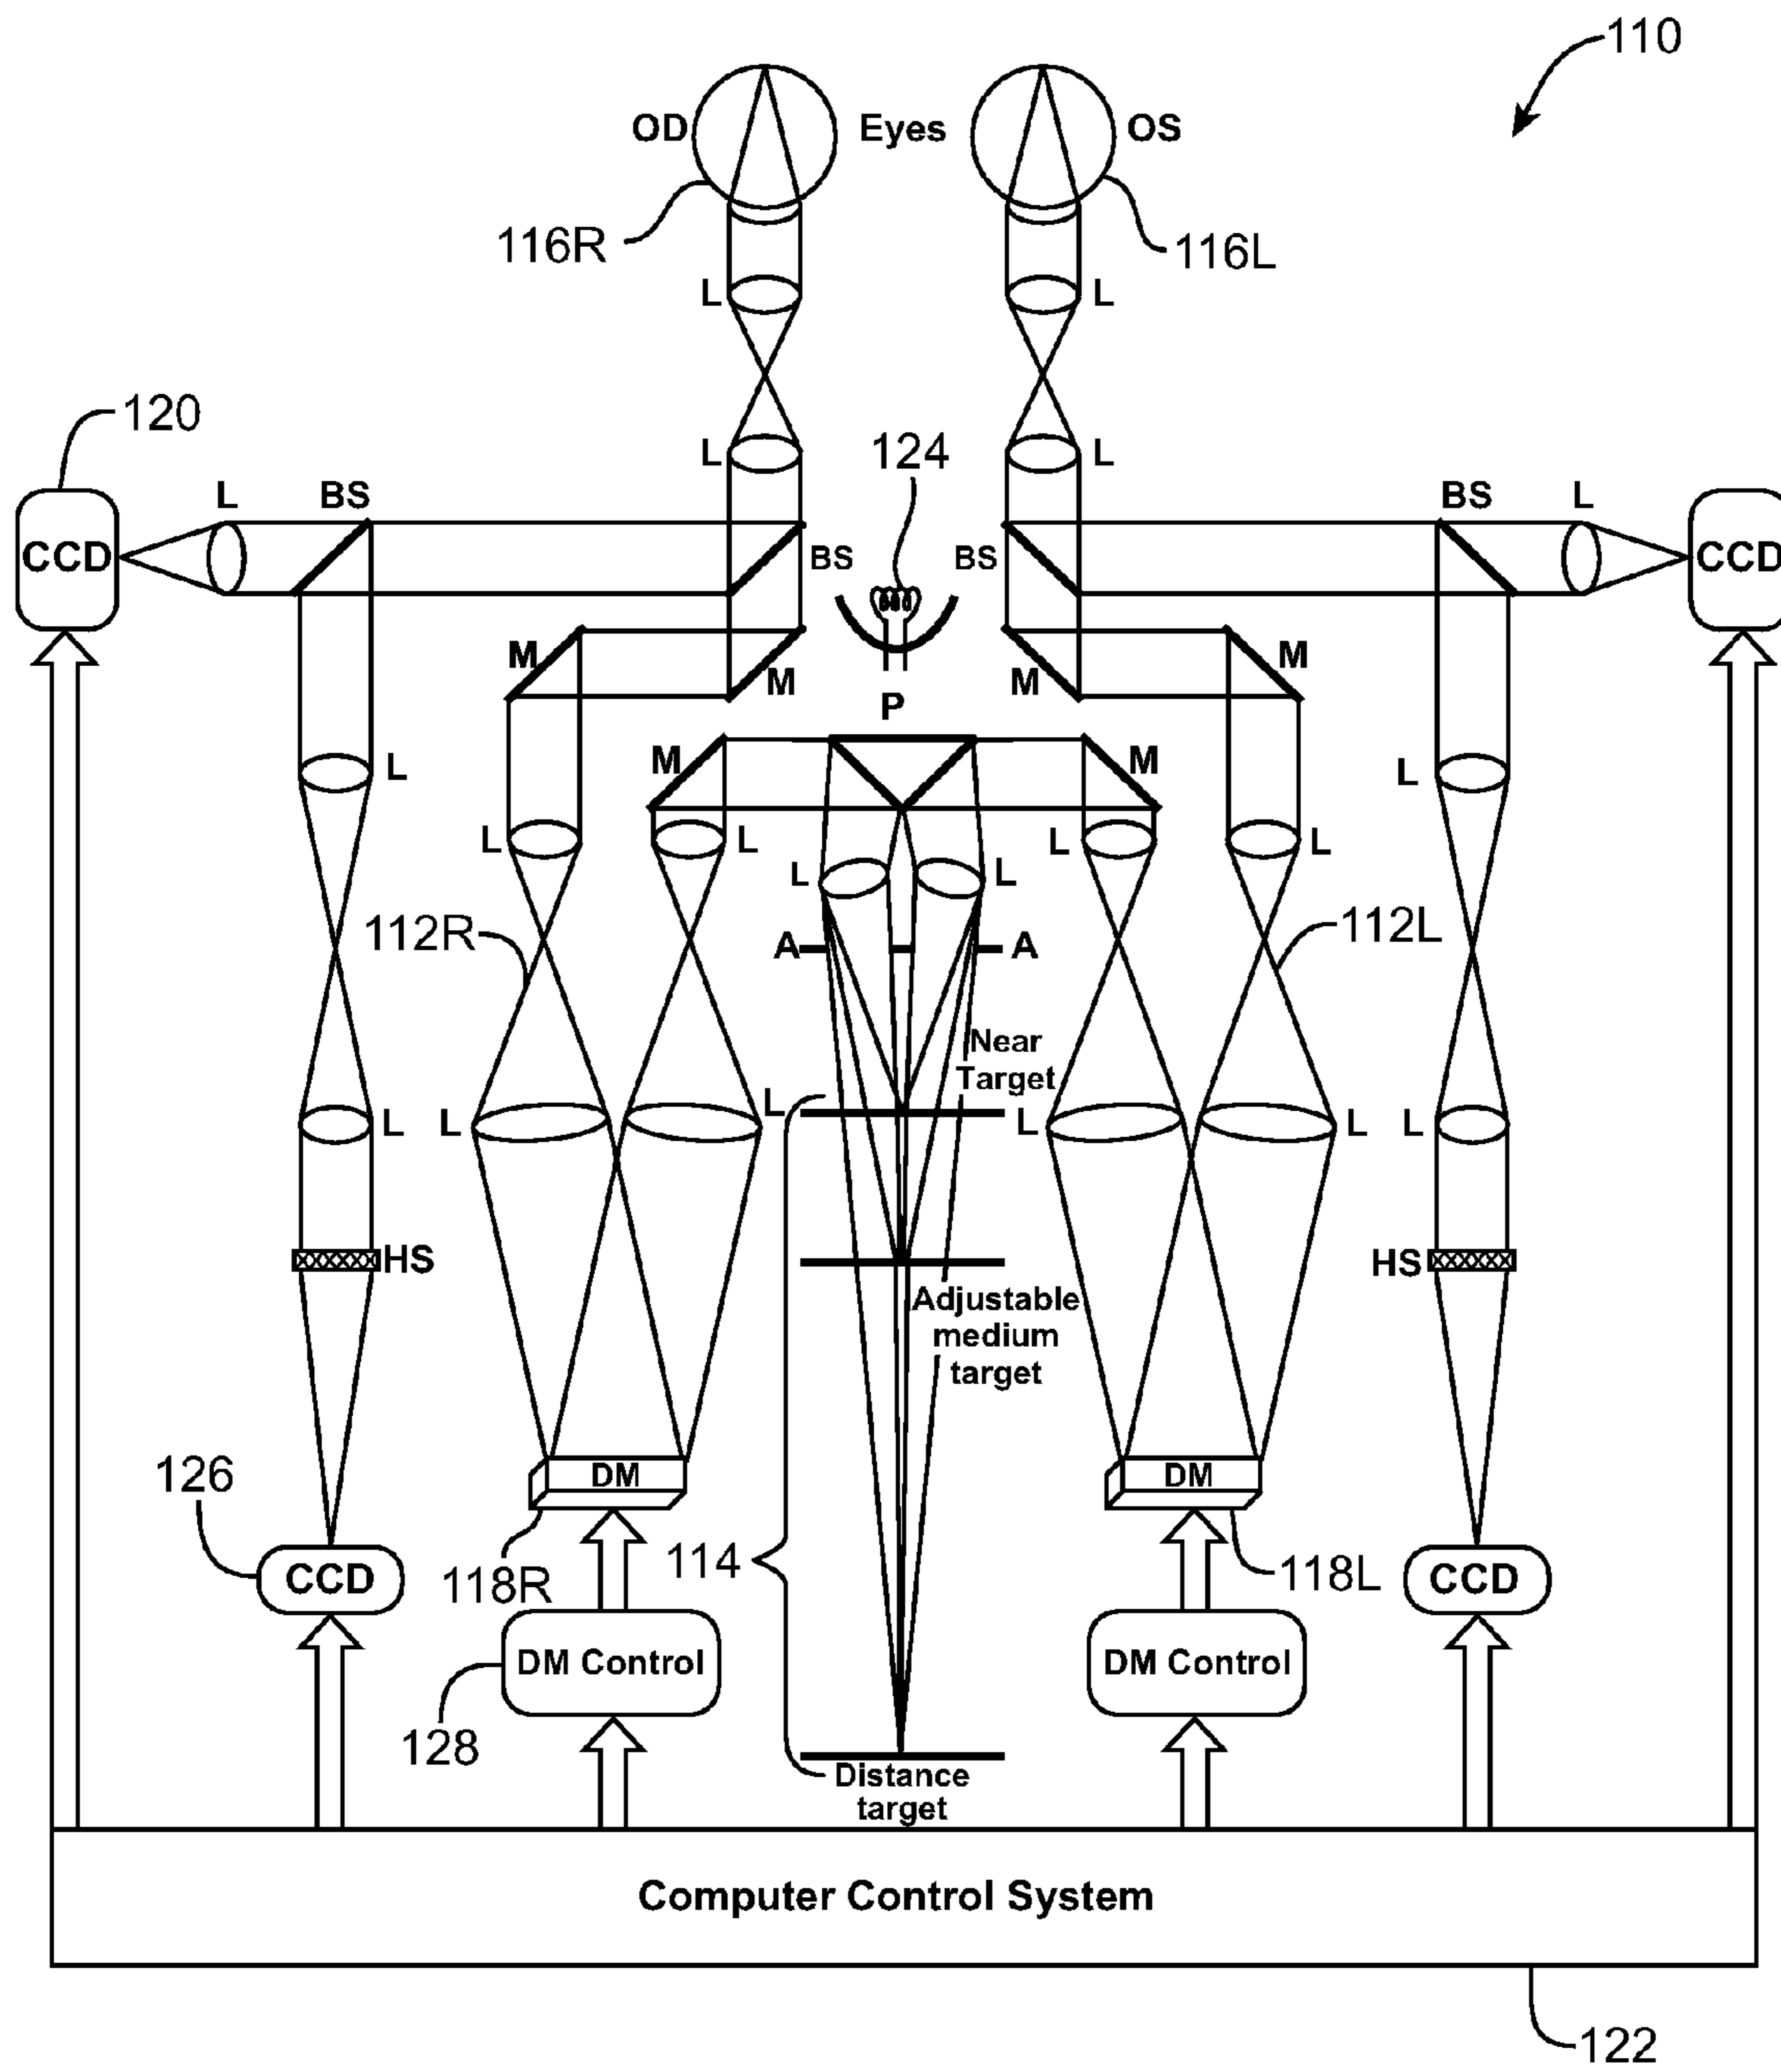 110
OD Eyes OS
116R 116L
L L
120
L 124 L
L BS BS L
CCD BS BS CCD
M M M M
P
M M
L L
L L L L
L L
112R 112L
A A
Near
Target
L L L L L L
HS HS
Adjustable
medium
target
DM DM
126
CCD 118R 114 118L CCD
DM Control DM Control
128
Distance
target
Computer Control System
122